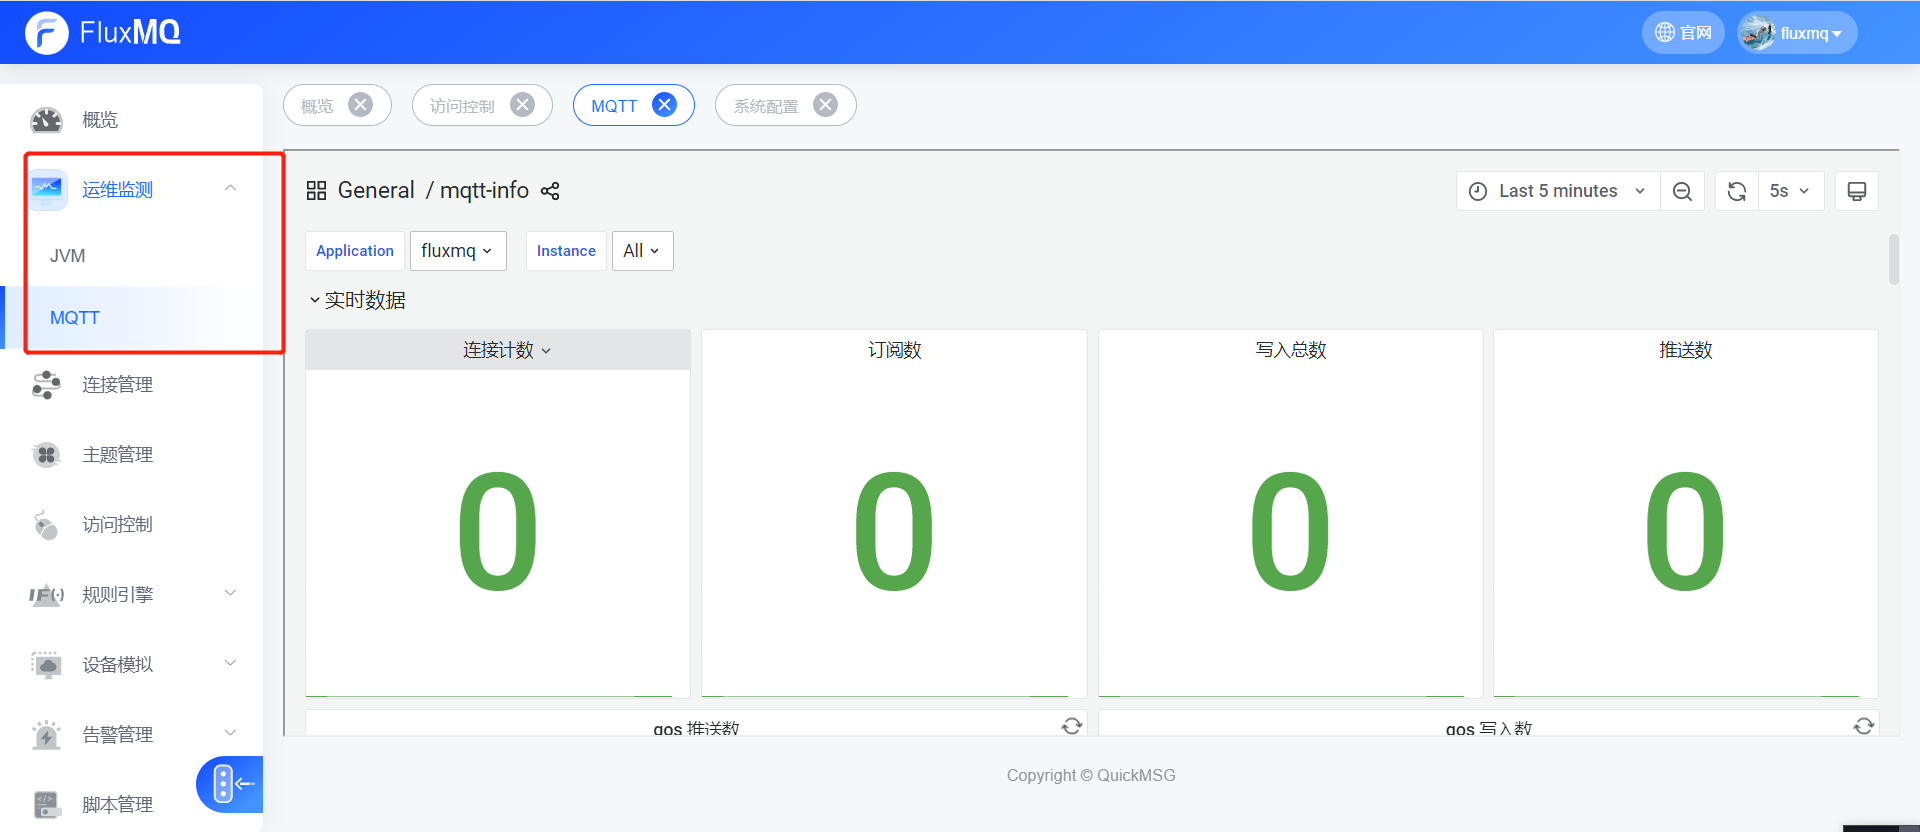 FluxMQ
官网
fluxmq
概览
运维监测
JVM
MQTT
连接管理
主题管理
访问控制
IF(·)
规则引擎
设备模拟
告警管理
脚本管理
概览
访问控制
MQTT
系统配置
General / mqtt-info
Last 5 minutes
5s
Application
fluxmq
Instance
All
实时数据
连接计数
订阅数
写入总数
推送数
0
0
0
0
qos 推送数
qos 写入数
Copyright © QuickMSG